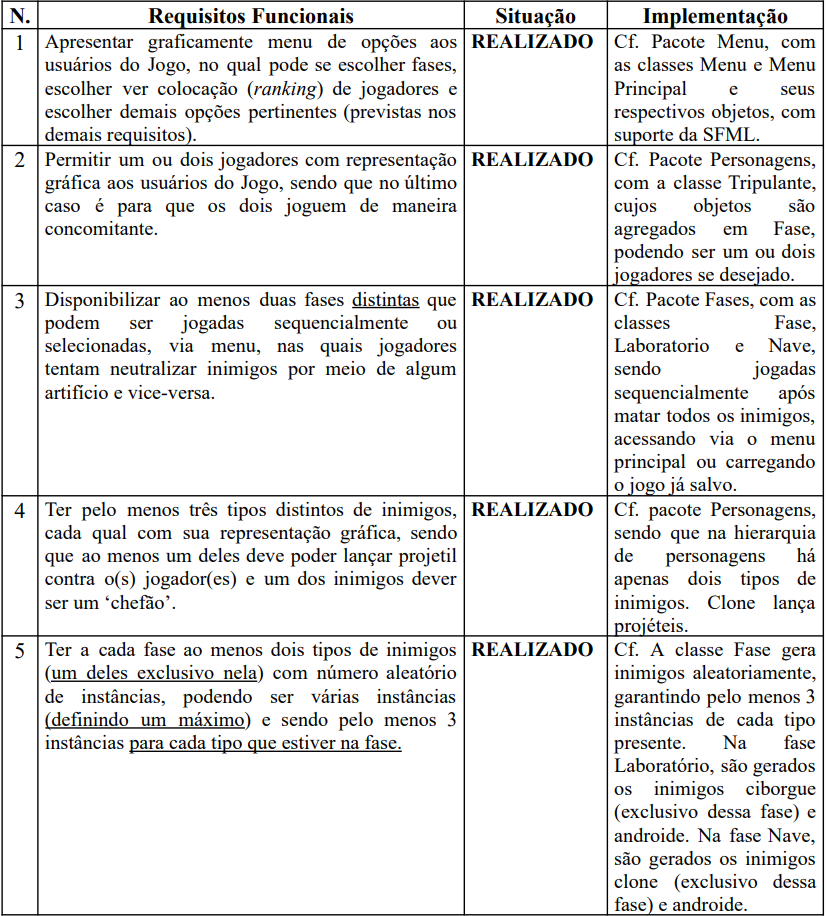 N. Requisitos Funcionais Situação Implementação
1 Apresentar graficamente menu de opções aos usuários do Jogo, no qual pode se escolher fases, escolher ver colocação (ranking) de jogadores e escolher demais opções pertinentes (previstas nos demais requisitos).
REALIZADO
Cf. Pacote Menu, com
as classes Menu e Menu
Principal e seus
respectivos objetos, com
suporte da SFML.
2 Permitir um ou dois jogadores com representação
gráfica aos usuários do Jogo, sendo que no último
caso é para que os dois joguem de maneira
concomitante.
REALIZADO
Cf. Pacote Personagens,
com a classe Tripulante,
cujos objetos são
agregados em Fase,
podendo ser um ou dois
jogadores se desejado.
3 Disponibilizar ao menos duas fases distintas que
podem ser jogadas sequencialmente ou
selecionadas, via menu, nas quais jogadores
tentam neutralizar inimigos por meio de algum
artifício e vice-versa.
REALIZADO
Cf. Pacote Fases, com as
classes Fase,
Laboratorio e Nave,
sendo jogadas
sequencialmente após
matar todos os inimigos,
acessando via o menu
principal ou carregando
o jogo já salvo.
4 Ter pelo menos três tipos distintos de inimigos,
cada qual com sua representação gráfica, sendo
que ao menos um deles deve poder lançar projetil
contra o(s) jogador(es) e um dos inimigos dever
ser um ‘chefão’.
REALIZADO
Cf. pacote Personagens,
sendo que na hierarquia
de personagens há
apenas dois tipos de
inimigos. Clone lança
projéteis.
5 Ter a cada fase ao menos dois tipos de inimigos
(um deles exclusivo nela) com número aleatório
de instâncias, podendo ser várias instâncias
(definindo um máximo) e sendo pelo menos 3
instâncias para cada tipo que estiver na fase.
REALIZADO
Cf. A classe Fase gera
inimigos aleatoriamente,
garantindo pelo menos 3
instâncias de cada tipo
presente. Na fase
Laboratório, são gerados
os inimigos ciborgue
(exclusivo dessa fase) e
androide. Na fase Nave,
são gerados os inimigos
clone (exclusivo dessa
fase) e androide.